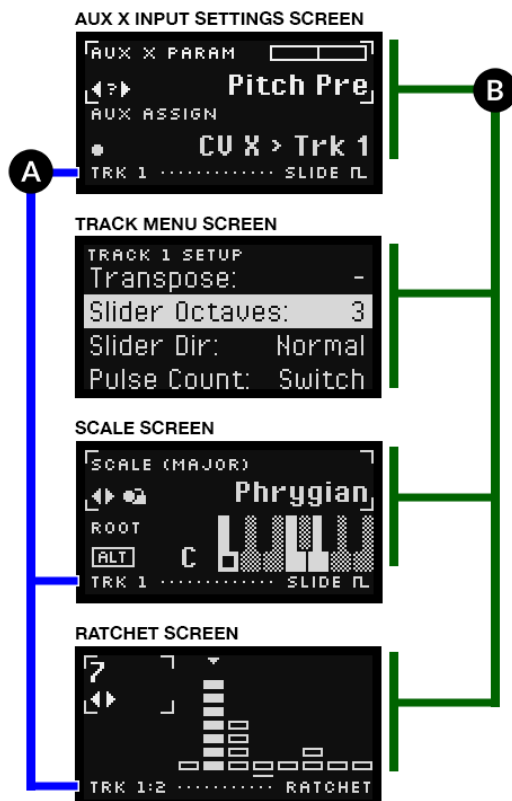 AUX X INPUT SETTINGS SCREEN
AUX X PARAM
?
Pitch Pre
AUX ASSIGN
CV X > Trk 1
TRK 1 ············· SLIDE
A
B
TRACK MENU SCREEN
TRACK 1 SETUP
Transpose: -
Slider Octaves: 3
Slider Dir: Normal
Pulse Count: Switch
SCALE SCREEN
SCALE (MAJOR)
Phrygian
ROOT
ALT C
TRK 1 ············· SLIDE
RATCHET SCREEN
7
TRK 1:2 ··········· RATCHET